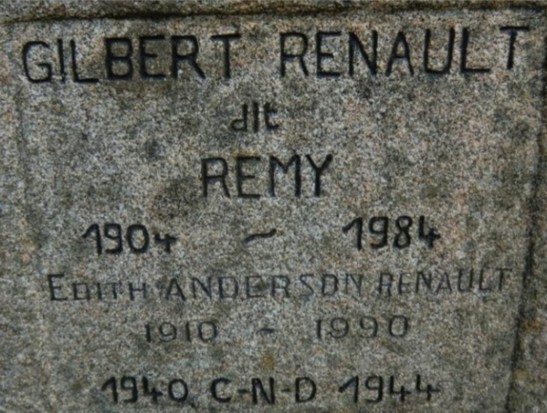 GILBERT RENAULT
dit
REMY
1904 ~ 1984
EDITH ANDERSON RENAULT
1910 ~ 1990
1940 C-N-D 1944